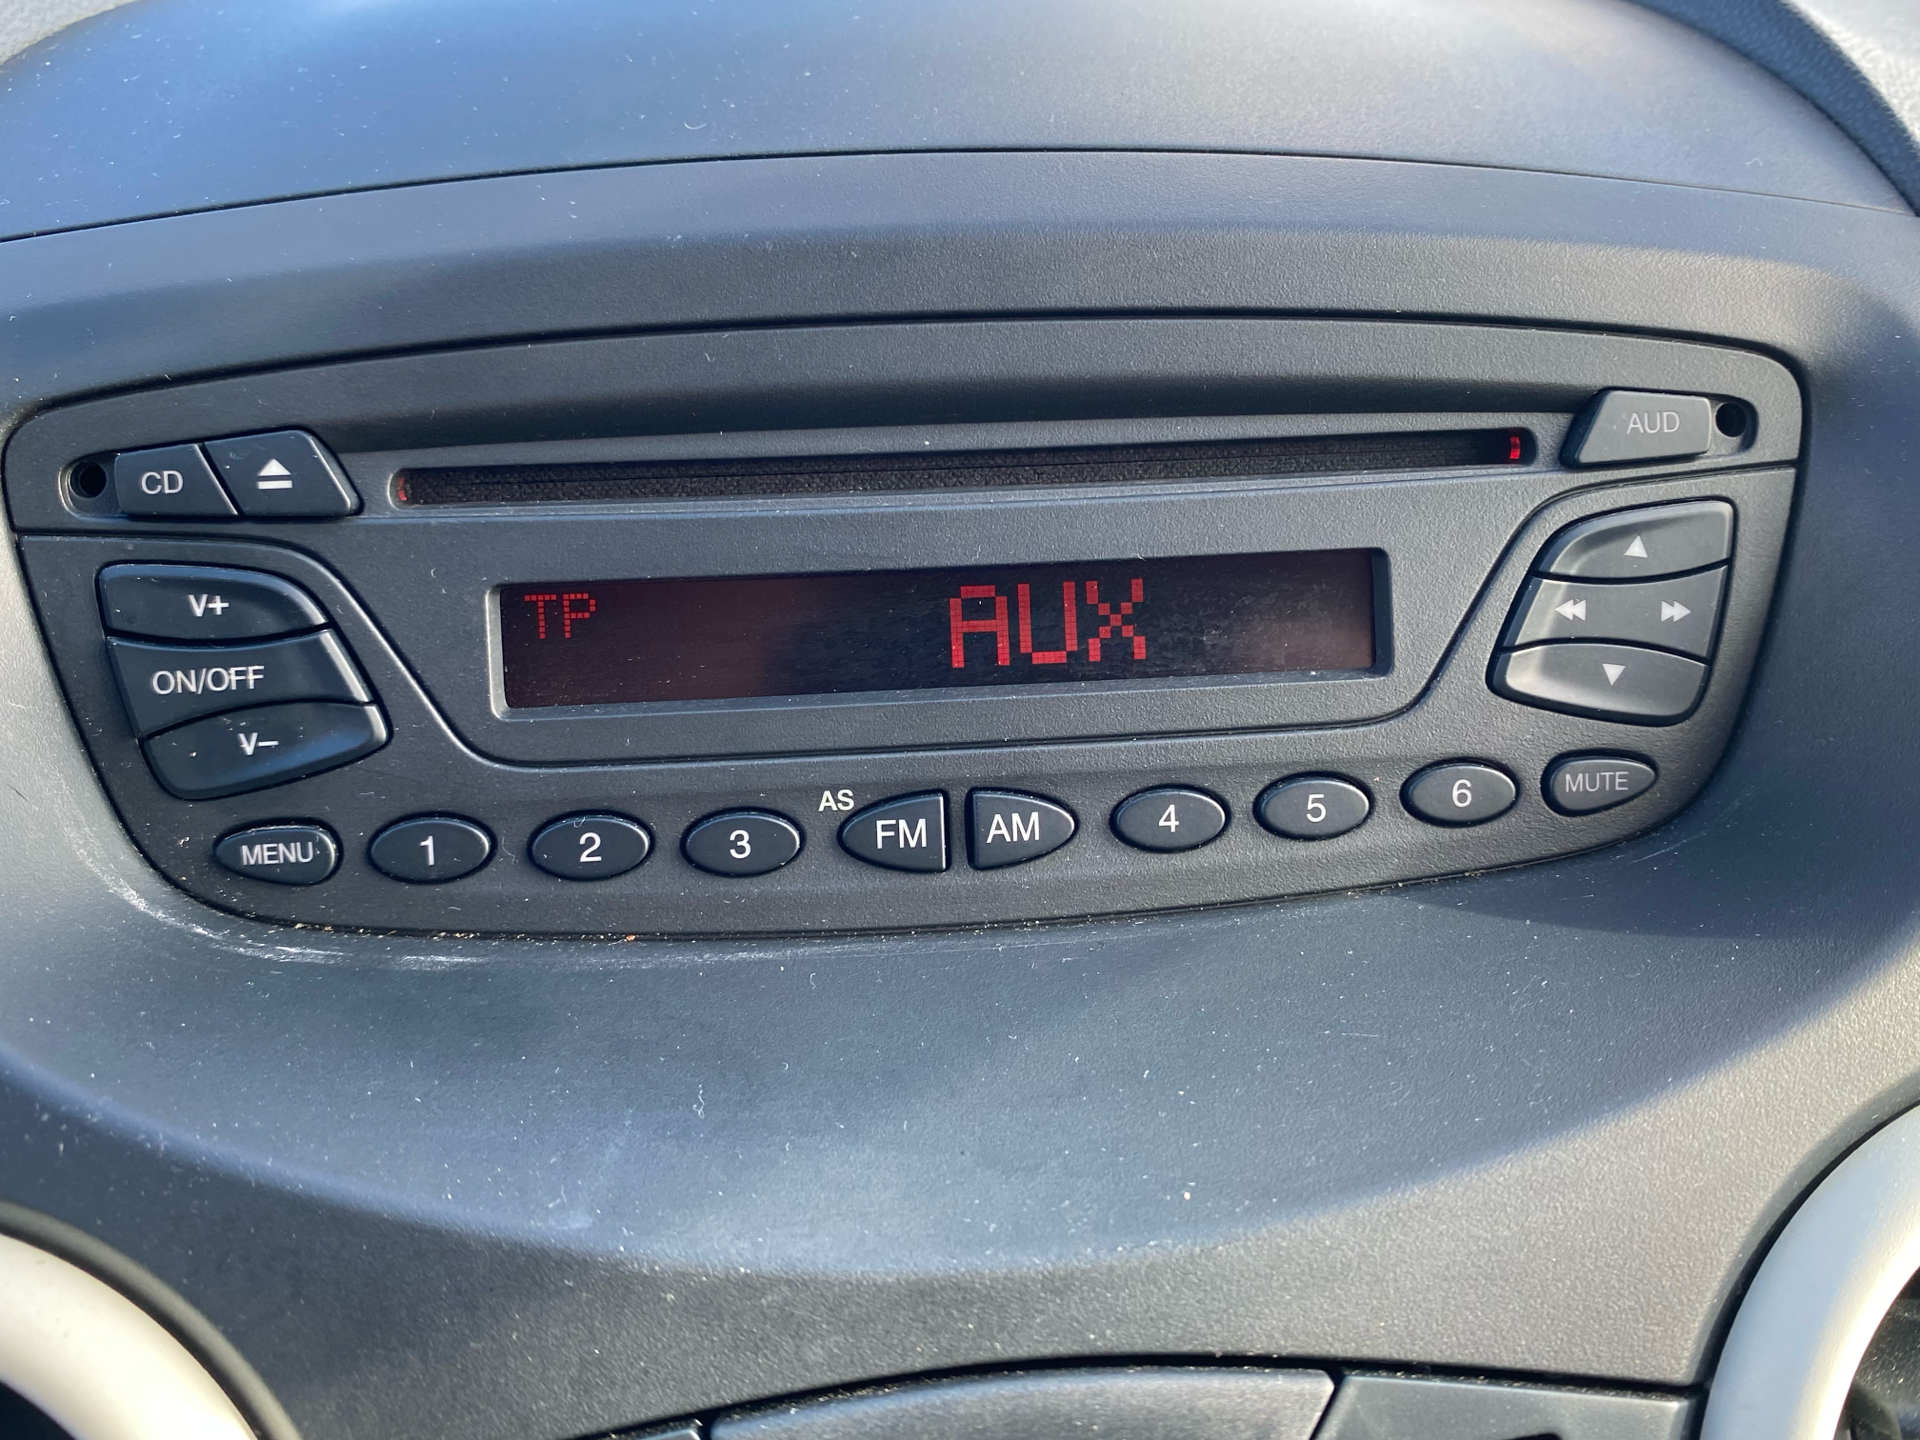 CD
AUD
V+
ON/OFF
V–
TP AUX
AS
MENU 1 2 3 FM AM 4 5 6 MUTE